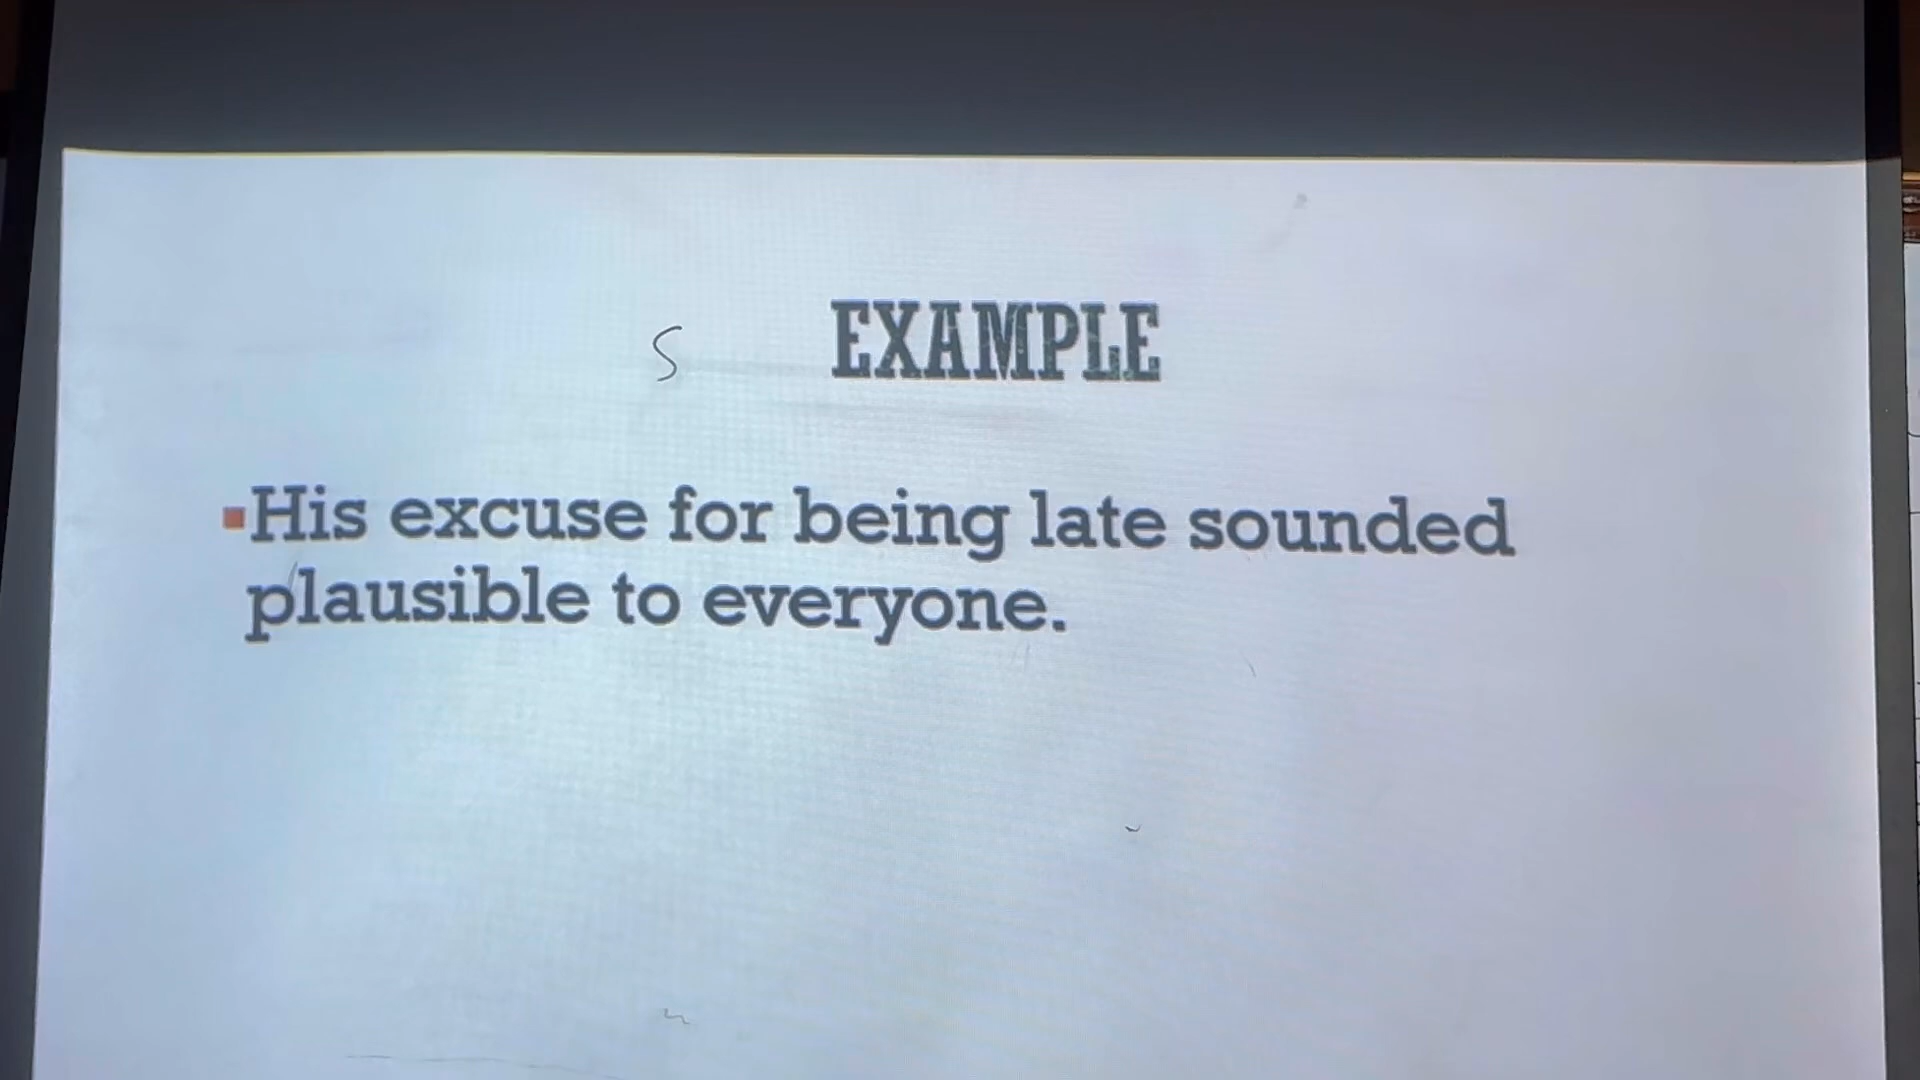 S EXAMPLE
▪His excuse for being late sounded
plausible to everyone.